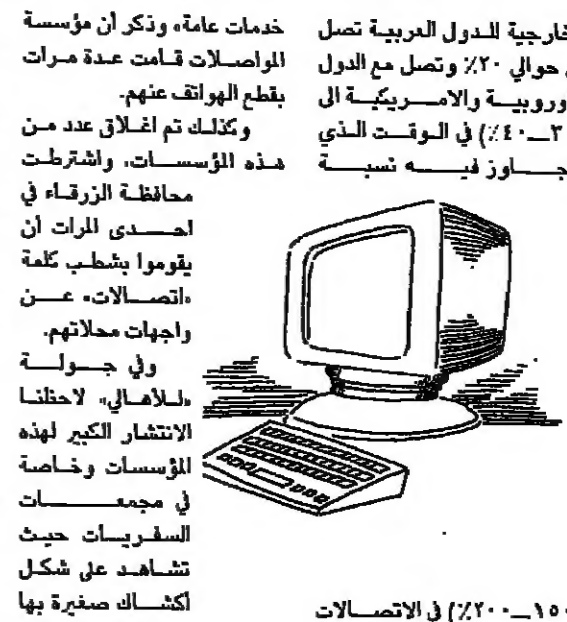 خارجية للدول العربية تصل
حوالي ٢٠٪ وتصل مع الدول
وروبية والامريكية الى
٣ــ٤٠٪) في الوقت الذي
جاوز فيه نسبة
١٥٠ــ٢٠٠٪) في الاتصالات
خدمات عامة، وذكر أن مؤسسة
المواصلات قامت عدة مرات
بقطع الهواتف عنهم.
وكذلك تم اغلاق عدد من
هذه المؤسسات، واشترطت
محافظة الزرقاء في
احدى المرات أن
يقوموا بشطب كلمة
«اتصالات» عن
واجهات محلاتهم.
وفي جولة
«للأهالي» لاحظنا
الانتشار الكبير لهذه
المؤسسات وخاصة
في مجمعات
السفريات حيث
تشاهد على شكل
أكشاك صغيرة بها